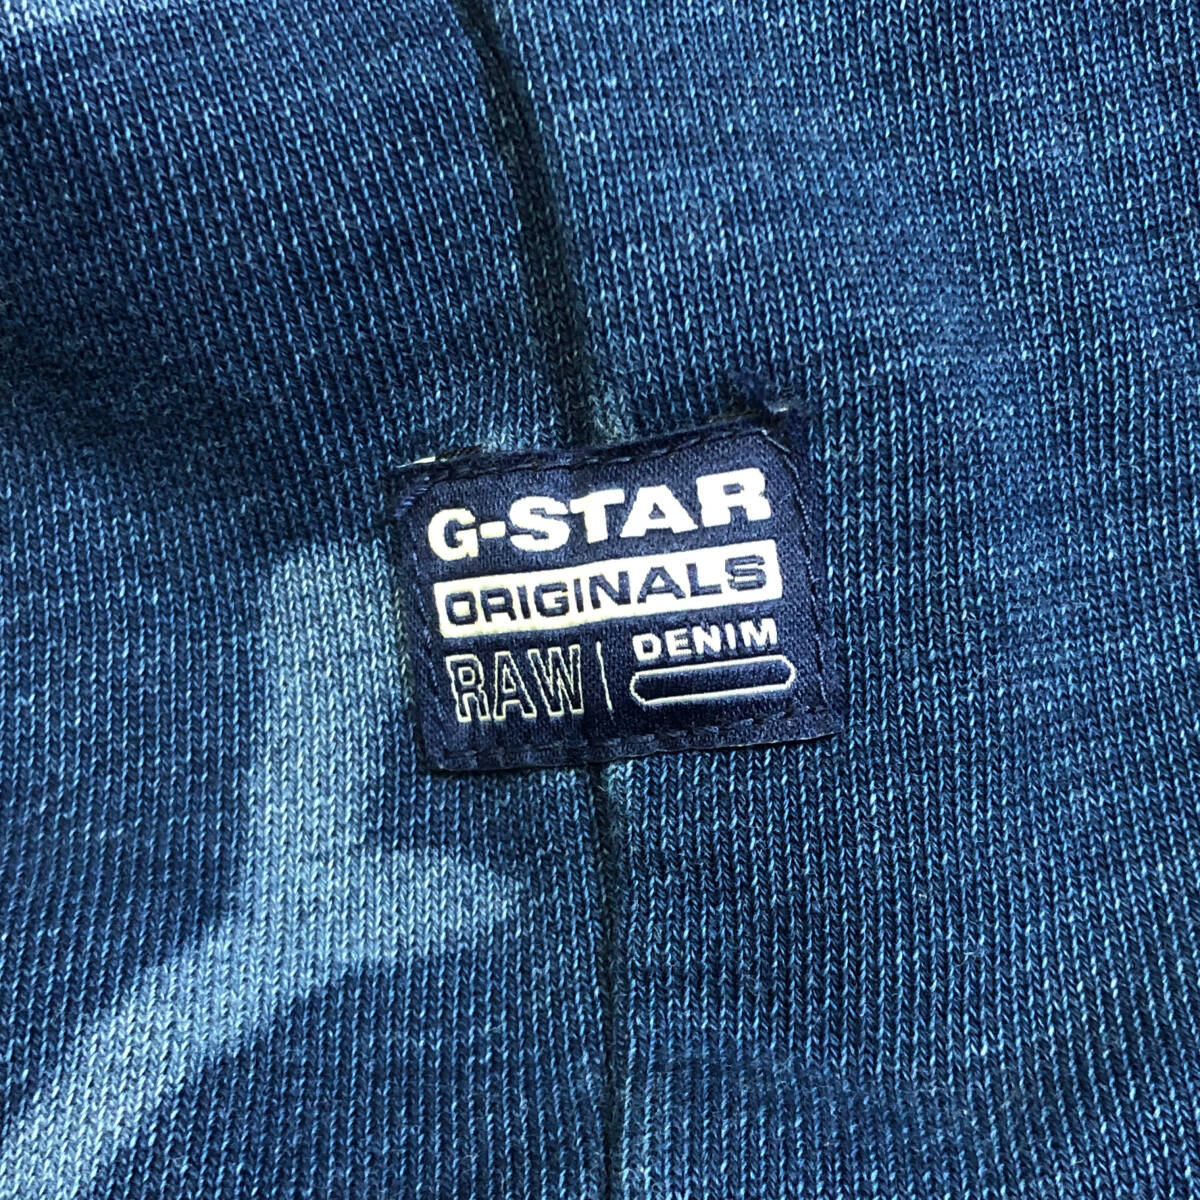 G-STAR
ORIGINALS
RAW | DENIM